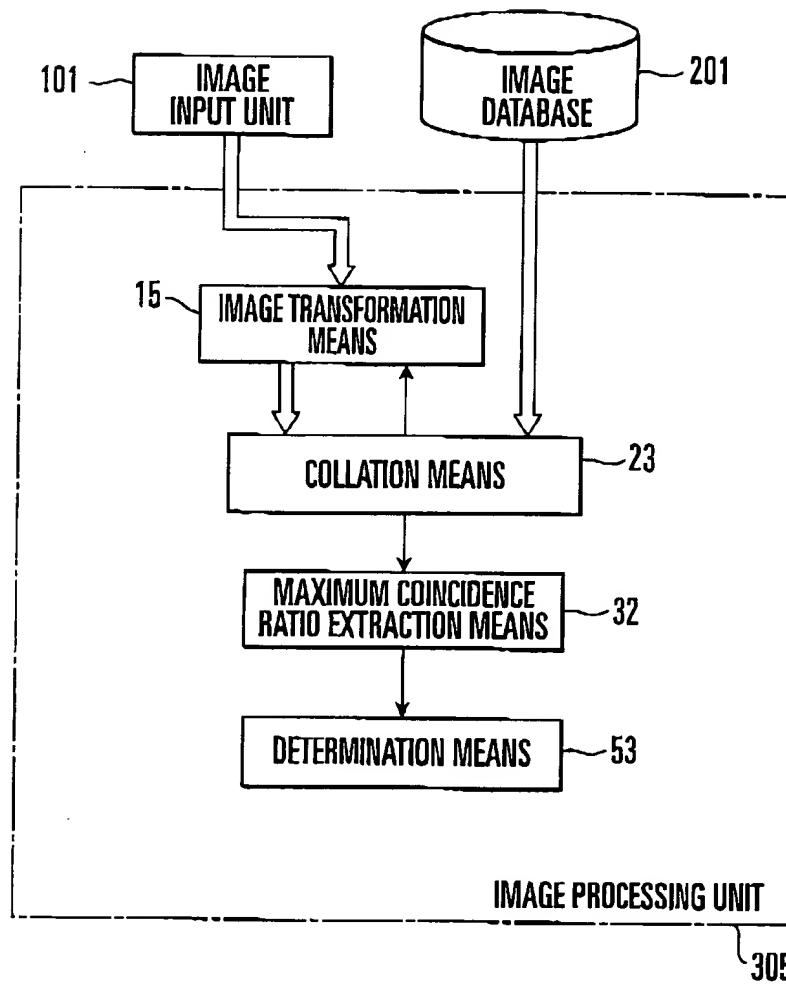 101
IMAGE
INPUT UNIT
IMAGE
DATABASE
201
15
IMAGE TRANSFORMATION
MEANS
COLLATION MEANS
23
MAXIMUM COINCIDENCE
RATIO EXTRACTION MEANS
32
DETERMINATION MEANS
53
IMAGE PROCESSING UNIT
305